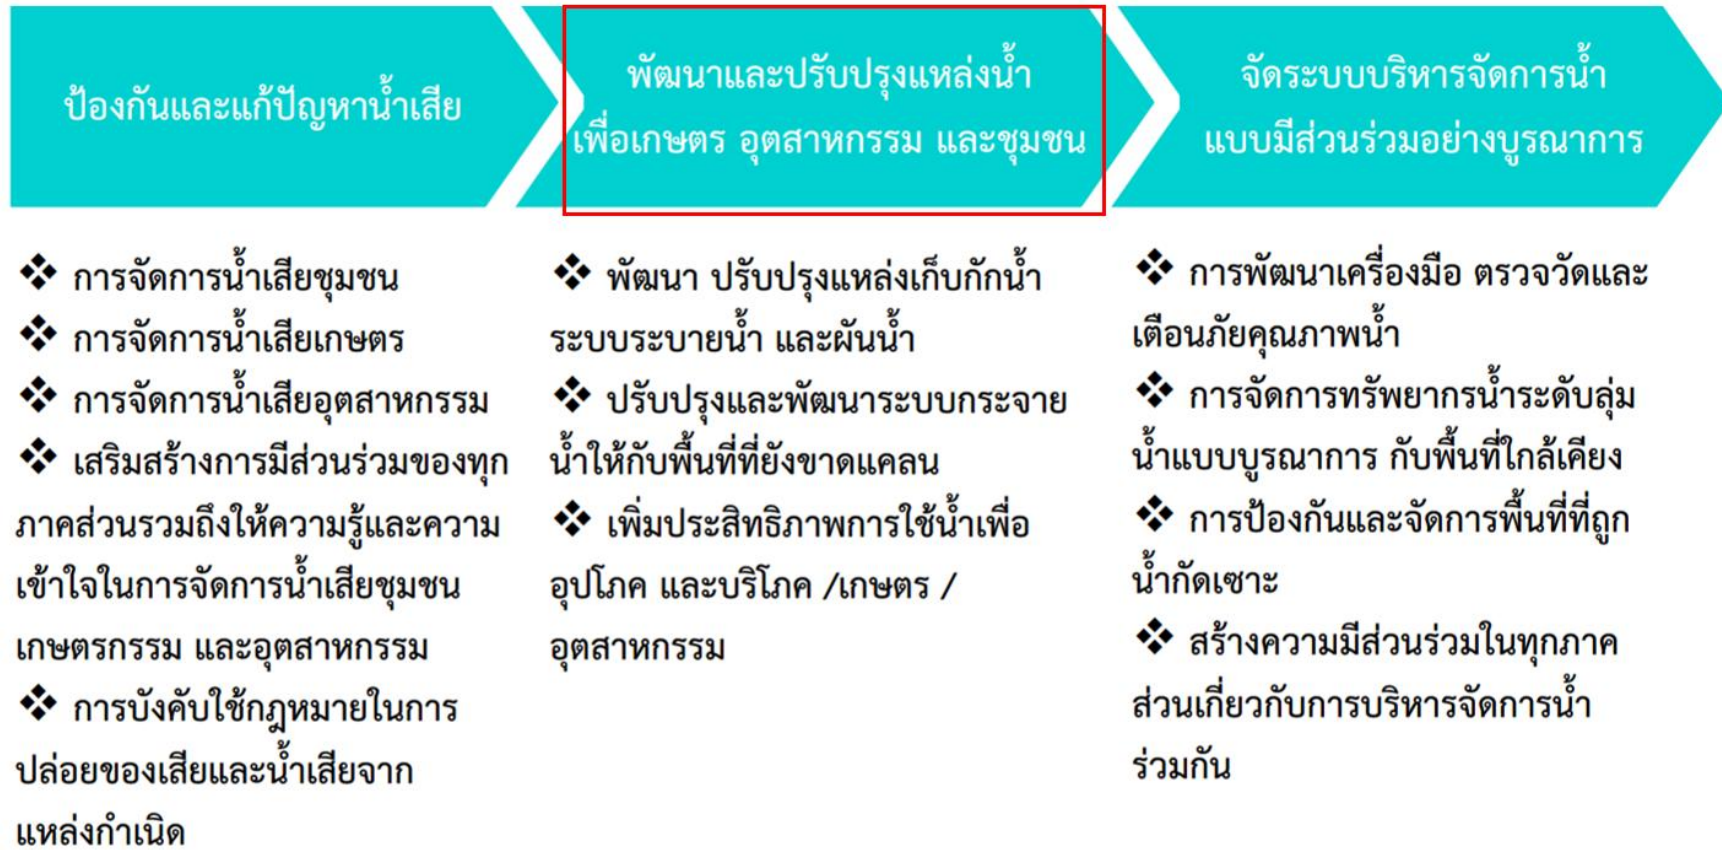 ป้องกันและแก้ปัญหาน้ำเสีย
พัฒนาและปรับปรุงแหล่งน้ำ
เพื่อเกษตร อุตสาหกรรม และชุมชน
จัดระบบบริหารจัดการน้ำ
แบบมีส่วนร่วมอย่างบูรณาการ
❖ การจัดการน้ำเสียชุมชน
❖ การจัดการน้ำเสียเกษตร
❖ การจัดการน้ำเสียอุตสาหกรรม
❖ เสริมสร้างการมีส่วนร่วมของทุก
ภาคส่วนรวมถึงให้ความรู้และความ
เข้าใจในการจัดการน้ำเสียชุมชน
เกษตรกรรม และอุตสาหกรรม
❖ การบังคับใช้กฎหมายในการ
ปล่อยของเสียและน้ำเสียจาก
แหล่งกำเนิด
❖ พัฒนา ปรับปรุงแหล่งเก็บกักน้ำ
ระบบระบายน้ำ และผันน้ำ
❖ ปรับปรุงและพัฒนาระบบกระจาย
น้ำให้กับพื้นที่ที่ยังขาดแคลน
❖ เพิ่มประสิทธิภาพการใช้น้ำเพื่อ
อุปโภค และบริโภค /เกษตร /
อุตสาหกรรม
❖ การพัฒนาเครื่องมือ ตรวจวัดและ
เตือนภัยคุณภาพน้ำ
❖ การจัดการทรัพยากรน้ำระดับลุ่ม
น้ำแบบบูรณาการ กับพื้นที่ใกล้เคียง
❖ การป้องกันและจัดการพื้นที่ที่ถูก
น้ำกัดเซาะ
❖ สร้างความมีส่วนร่วมในทุกภาค
ส่วนเกี่ยวกับการบริหารจัดการน้ำ
ร่วมกัน